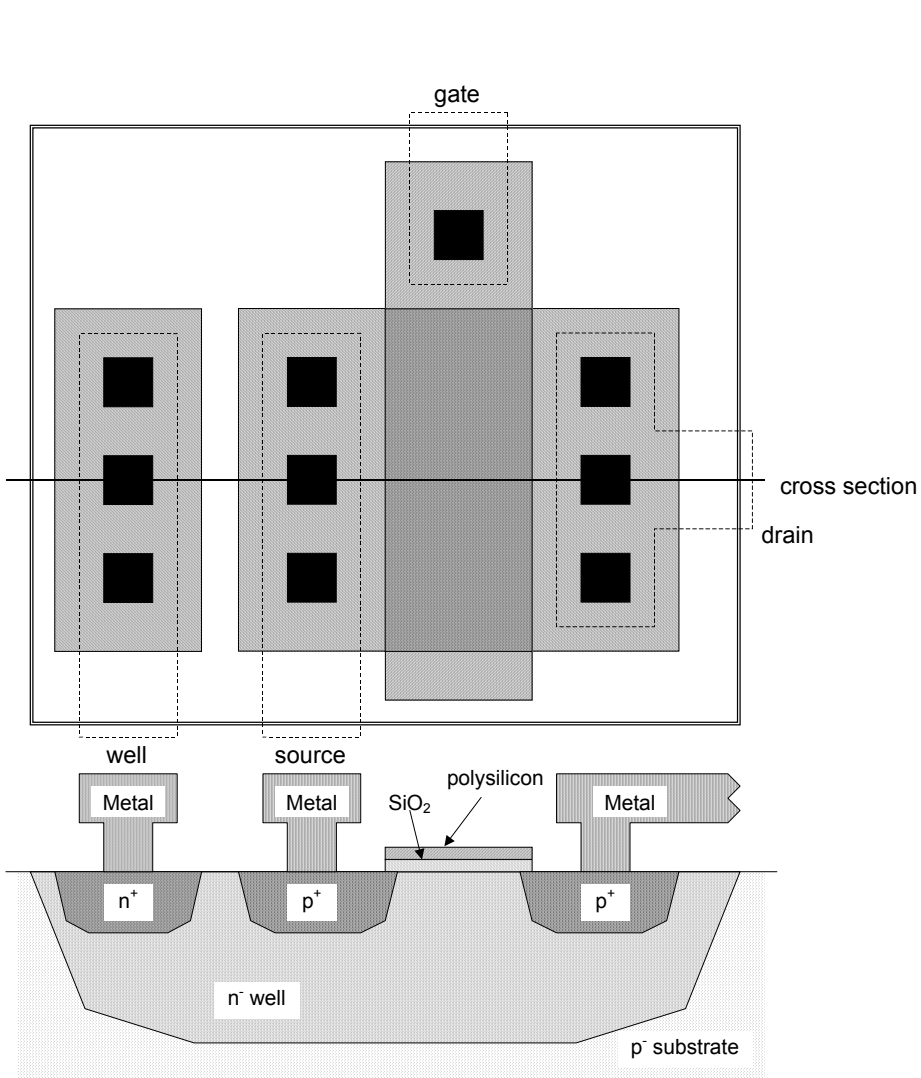 gate
cross section
drain
well
source
polysilicon
Metal
Metal
SiO₂
Metal
n⁺
p⁺
p⁺
n⁻ well
p⁻ substrate